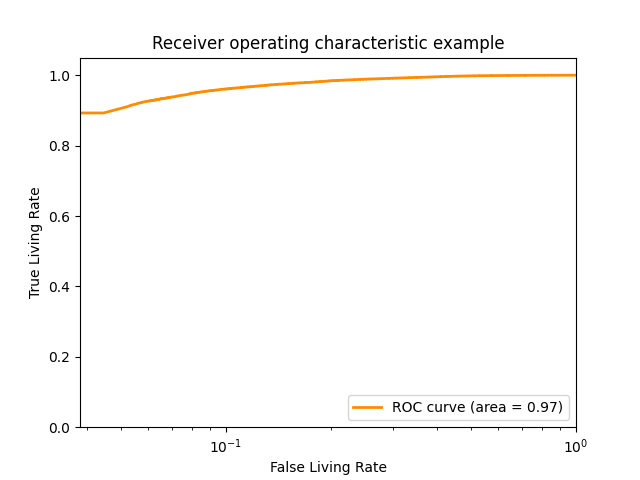 Receiver operating characteristic example
True Living Rate
1.0
0.8
0.6
0.4
0.2
0.0
ROC curve (area = 0.97)
10⁻¹
10⁰
False Living Rate